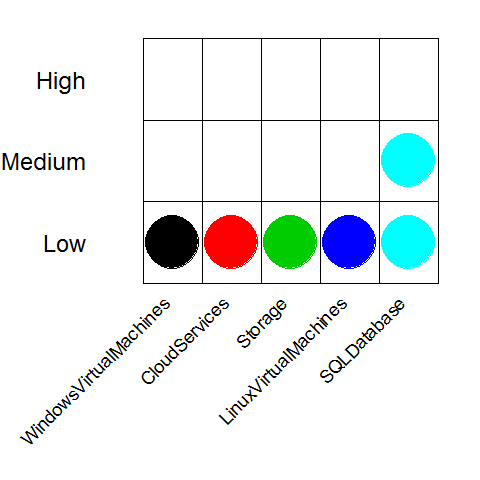 High
Medium
Low
WindowsVirtualMachines
CloudServices
Storage
LinuxVirtualMachines
SQLDatabase